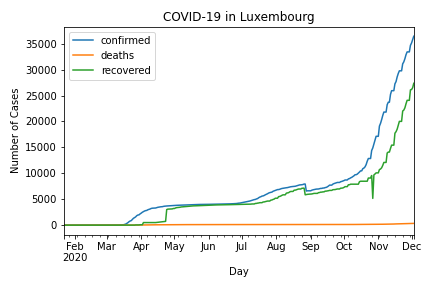 COVID-19 in Luxembourg
confirmed
deaths
recovered
Number of Cases
35000
30000
25000
20000
15000
10000
5000
0
Feb Mar Apr May Jun Jul Aug Sep Oct Nov Dec
2020
Day